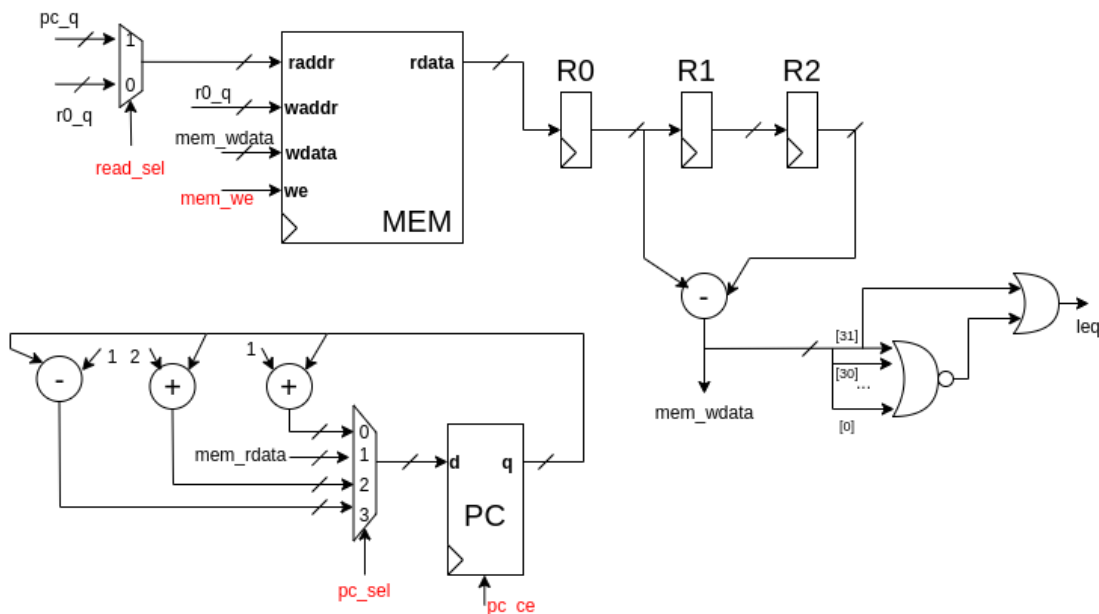 pc_q
1
0
r0_q
read_sel
raddr
rdata
r0_q
waddr
mem_wdata
wdata
mem_we
we
MEM
R0
R1
R2
-
[31]
[30]
...
[0]
leq
mem_wdata
1
2
1
-
+
+
0
mem_rdata
1
2
3
d
q
PC
pc_sel
pc_ce